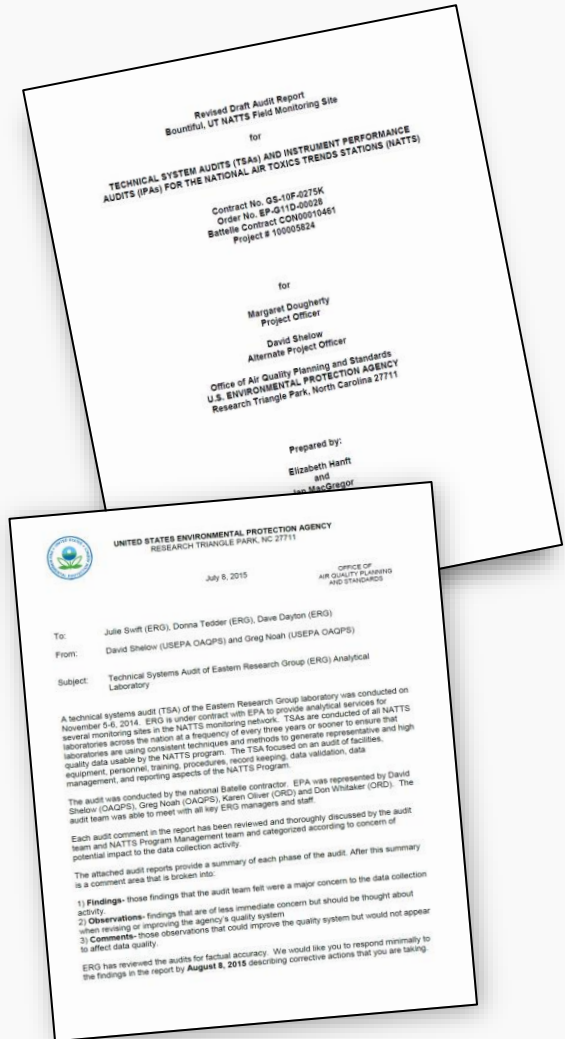 Revised Draft Audit Report
Bountiful, UT NATTS Field Monitoring Site
for
TECHNICAL SYSTEM AUDITS (TSAs) AND INSTRUMENT PERFORMANCE
AUDITS (IPAs) FOR THE NATIONAL AIR TOXICS TRENDS STATIONS (NATTS)
Contract No. GS-10F-0275K
Order No. EP-G11D-00028
Battelle Contract CON00010461
Project # 100005824
for
Margaret Dougherty
Project Officer
David Shelow
Alternate Project Officer
Office of Air Quality Planning and Standards
U.S. ENVIRONMENTAL PROTECTION AGENCY
Research Triangle Park, North Carolina 27711
Prepared by:
Elizabeth Hanft
and
Ian MacGregor
UNITED STATES ENVIRONMENTAL PROTECTION AGENCY
RESEARCH TRIANGLE PARK, NC 27711
July 8, 2015
OFFICE OF
AIR QUALITY PLANNING
AND STANDARDS
To: Julie Swift (ERG), Donna Tedder (ERG), Dave Dayton (ERG)
From: David Shelow (USEPA OAQPS) and Greg Noah (USEPA OAQPS)
Subject: Technical Systems Audit of Eastern Research Group (ERG) Analytical
Laboratory
A technical systems audit (TSA) of the Eastern Research Group laboratory was conducted on
November 5-6, 2014. ERG is under contract with EPA to provide analytical services for
several monitoring sites in the NATTS monitoring network. TSAs are conducted of all NATTS
laboratories across the nation at a frequency of every three years or sooner to ensure that
laboratories are using consistent techniques and methods to generate representative and high
quality data usable by the NATTS program. The TSA focused on an audit of facilities,
equipment, personnel, training, procedures, record keeping, data validation, data
management, and reporting aspects of the NATTS Program.
The audit was conducted by the national Batelle contractor. EPA was represented by David
Shelow (OAQPS), Greg Noah (OAQPS), Karen Oliver (ORD) and Don Whitaker (ORD). The
audit team was able to meet with all key ERG managers and staff.
Each audit comment in the report has been reviewed and thoroughly discussed by the audit
team and NATTS Program Management team and categorized according to concern of
potential impact to the data collection activity.
The attached audit reports provide a summary of each phase of the audit. After this summary
is a comment area that is broken into:
1) Findings- those findings that the audit team felt were a major concern to the data collection
activity.
2) Observations- findings that are of less immediate concern but should be thought about
when revising or improving the agency's quality system
3) Comments- those observations that could improve the quality system but would not appear
to affect data quality.
ERG has reviewed the audits for factual accuracy. We would like you to respond minimally to
the findings in the report by August 8, 2015 describing corrective actions that you are taking.